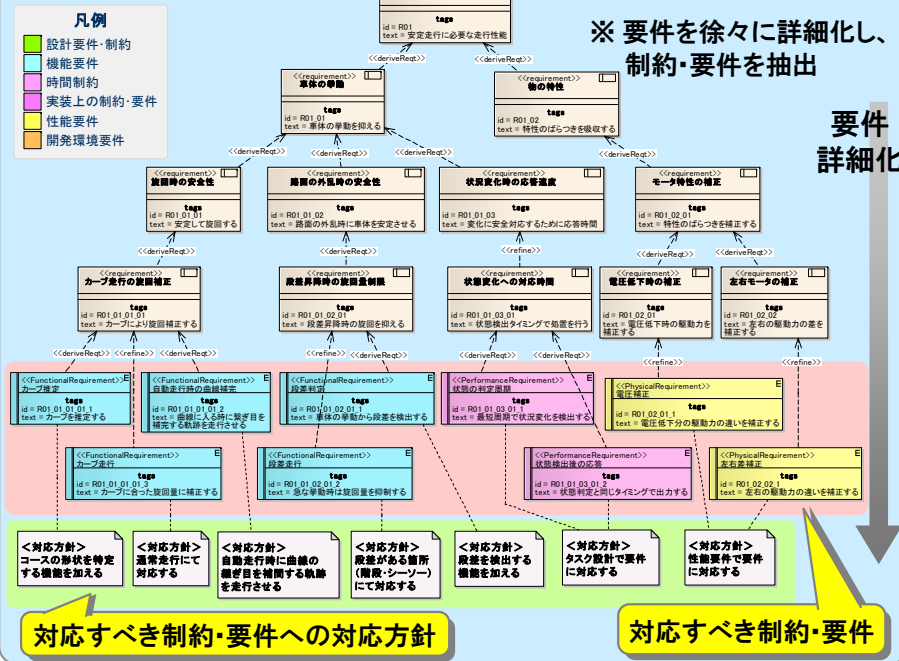 凡例
設計要件・制約
機能要件
時間制約
実装上の制約・要件
性能要件
開発環境要件
tags
id = R01
text = 安定走行に必要な走行性能
※ 要件を徐々に詳細化し、
制約・要件を抽出
要件
詳細化
<<deriveReqt>>
<<deriveReqt>>
<<requirement>>
車体の挙動
tags
id = R01_01
text = 車体の挙動を抑える
<<requirement>>
物の特性
tags
id = R01_02
text = 特性のばらつきを吸収する
<<deriveReqt>>
<<deriveReqt>>
<<deriveReqt>>
<<deriveReqt>>
<<requirement>>
旋回時の安全性
tags
id = R01_01_01
text = 安定して旋回する
<<requirement>>
路面の外乱時の安全性
tags
id = R01_01_02
text = 路面の外乱時に車体を安定させる
<<requirement>>
状況変化時の応答速度
tags
id = R01_01_03
text = 変化に安全対応するために応答時間
<<requirement>>
モータ特性の補正
tags
id = R01_02_01
text = 特性のばらつきを補正する
<<deriveReqt>>
<<deriveReqt>>
<<refine>>
<<deriveReqt>>
<<deriveReqt>>
<<requirement>>
カーブ走行の旋回補正
tags
id = R01_01_01_01
text = カーブにより旋回補正する
<<requirement>>
段差昇降時の旋回量制限
tags
id = R01_01_02_01
text = 段差昇降時の旋回を抑える
<<requirement>>
状態変化への対応時間
tags
id = R01_01_03_01
text = 状態検出タイミングで処置を行う
<<requirement>>
電圧低下時の補正
tags
id = R01_02_01
text = 電圧低下時の駆動力を
補正する
<<requirement>>
左右モータの補正
tags
id = R01_02_02
text = 左右の駆動力の差を
補正する
<<deriveReqt>>
<<refine>>
<<deriveReqt>>
<<refine>>
<<deriveReqt>>
<<deriveReqt>>
<<deriveReqt>>
<<refine>>
<<refine>>
<<FunctionalRequirement>> E
カーブ推定
tags
id = R01_01_01_01_1
text = カーブを推定する
<<FunctionalRequirement>> E
自動走行時の曲線補完
tags
id = R01_01_01_01_2
text = 曲線に入る時に繋ぎ目を
補完する軌跡を走行させる
<<FunctionalRequirement>> E
段差判定
tags
id = R01_01_02_01_1
text = 車体の挙動から段差を検出する
<<PerformanceRequirement>> E
状態の判定周期
tags
id = R01_01_03_01_1
text = 最短周期で状況変化を検出する
<<PhysicalRequirement>> E
電圧補正
tags
id = R01_02_01_1
text = 電圧低下分の駆動力の違いを補正する
<<FunctionalRequirement>> E
カーブ走行
tags
id = R01_01_01_01_3
text = カーブに合った旋回量に補正する
<<FunctionalRequirement>> E
段差走行
tags
id = R01_01_02_01_2
text = 急な挙動時は旋回量を抑制する
<<PerformanceRequirement>> E
状態検出後の応答
tags
id = R01_01_03_01_2
text = 状態判定と同じタイミングで出力する
<<PhysicalRequirement>> E
左右差補正
tags
id = R01_02_02_1
text = 左右の駆動力の違いを補正する
<対応方針>
コースの形状を特定
する機能を加える
<対応方針>
通常走行にて
対応する
<対応方針>
自動走行時に曲線の
継ぎ目を補間する軌跡
を走行させる
<対応方針>
段差がある箇所
(階段・シーソー)
にて対応する
<対応方針>
段差を検出する
機能を加える
<対応方針>
タスク設計で要件
に対応する
<対応方針>
性能要件で要件
に対応する
対応すべき制約・要件への対応方針
対応すべき制約・要件